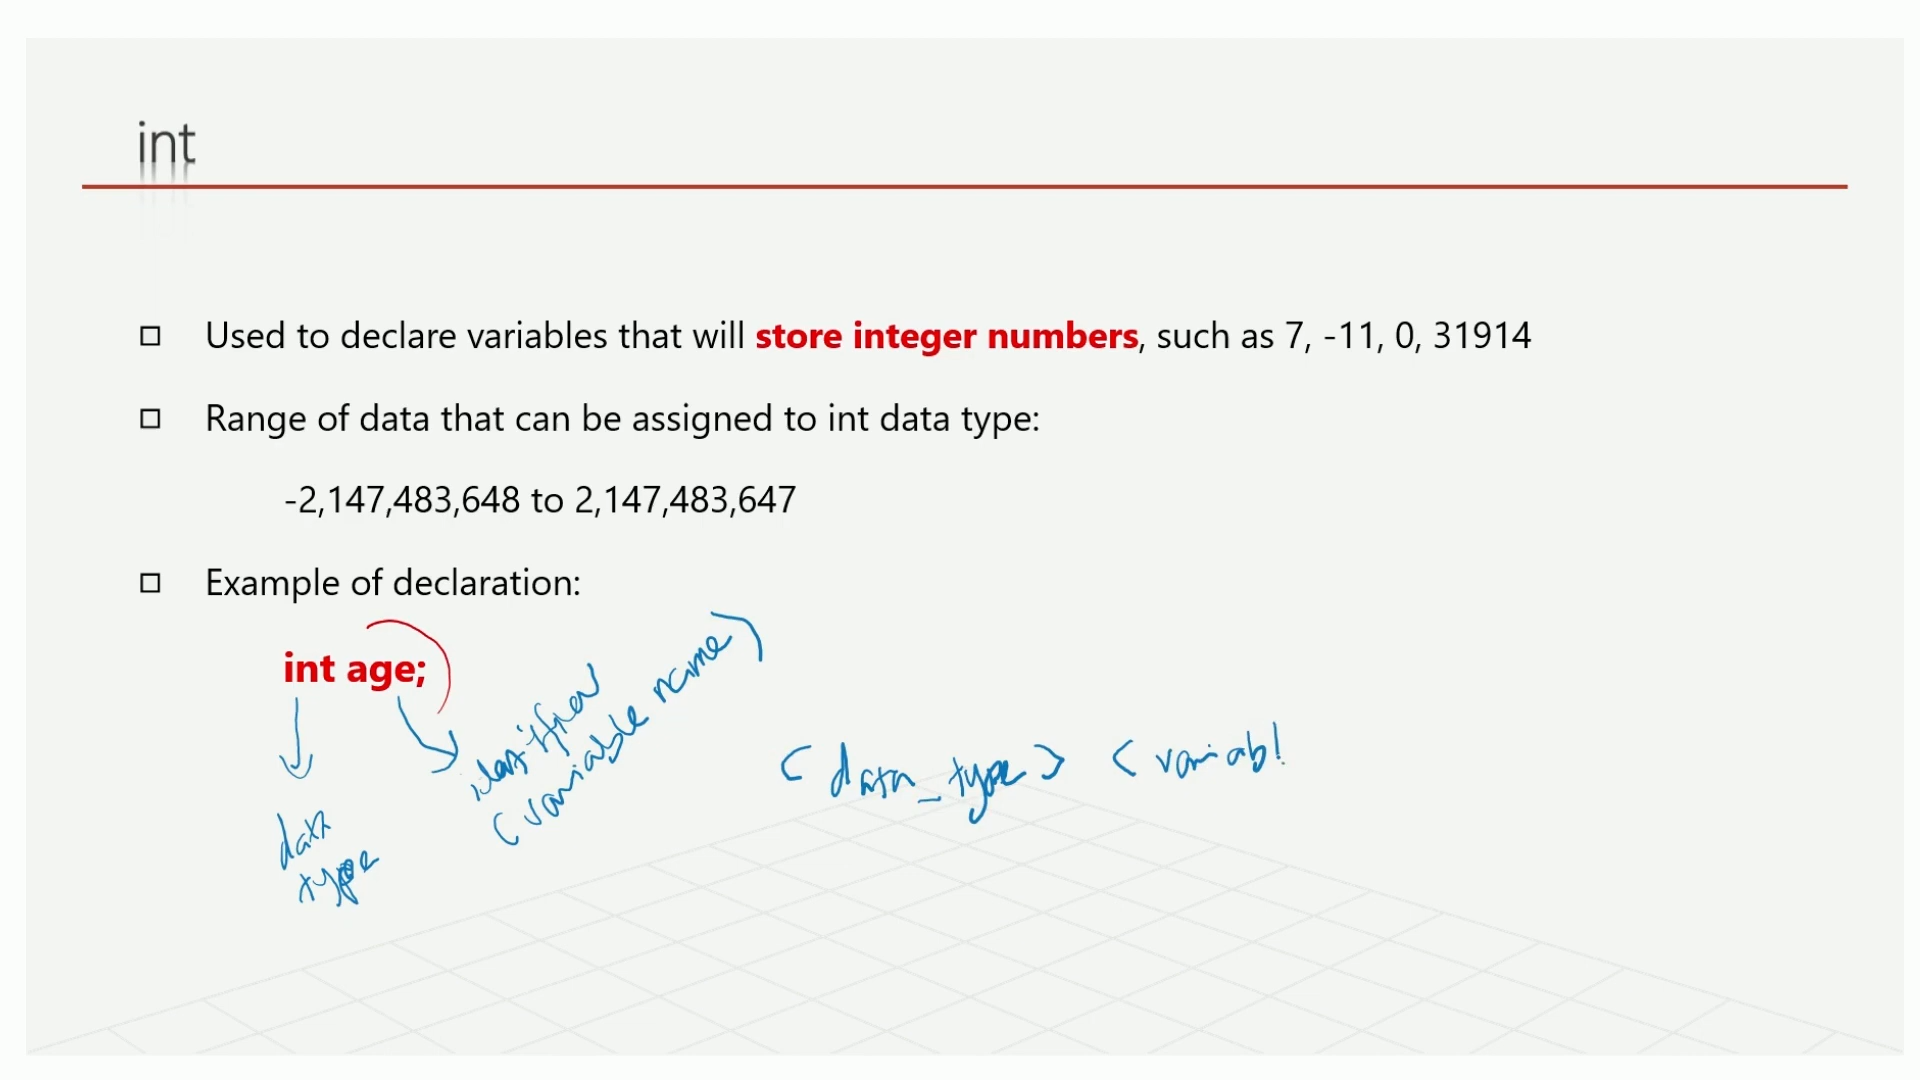 int
Used to declare variables that will store integer numbers, such as 7, -11, 0, 31914
Range of data that can be assigned to int data type:
-2,147,483,648 to 2,147,483,647
Example of declaration:
int age;
data
type
identifier
(variable name)
<data_type> <variabl